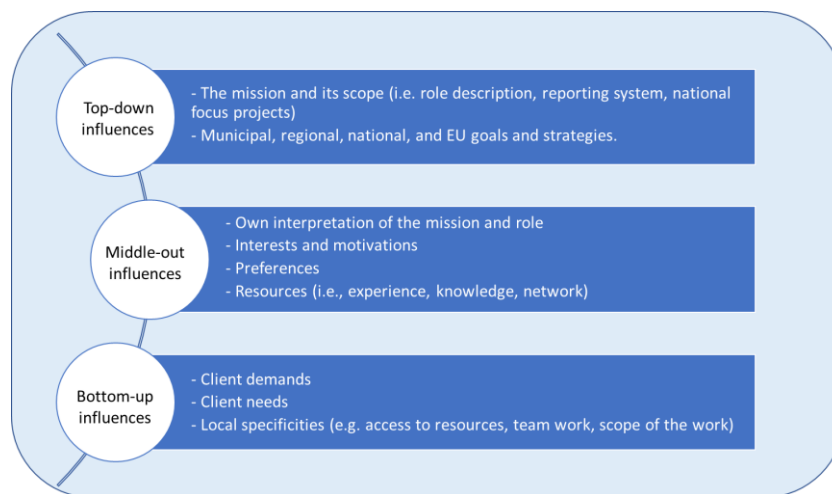 Top-down
influences
- The mission and its scope (i.e. role description, reporting system, national
focus projects)
- Municipal, regional, national, and EU goals and strategies.
Middle-out
influences
- Own interpretation of the mission and role
- Interests and motivations
- Preferences
- Resources (i.e., experience, knowledge, network)
Bottom-up
influences
- Client demands
- Client needs
- Local specificities (e.g. access to resources, team work, scope of the work)